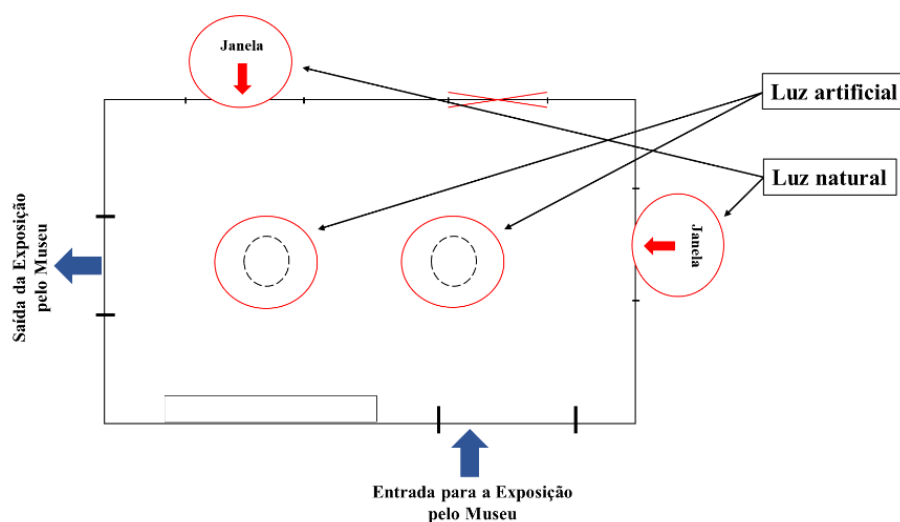 Janela
Luz artificial
Luz natural
Janela
Saída da Exposição
pelo Museu
Entrada para a Exposição
pelo Museu